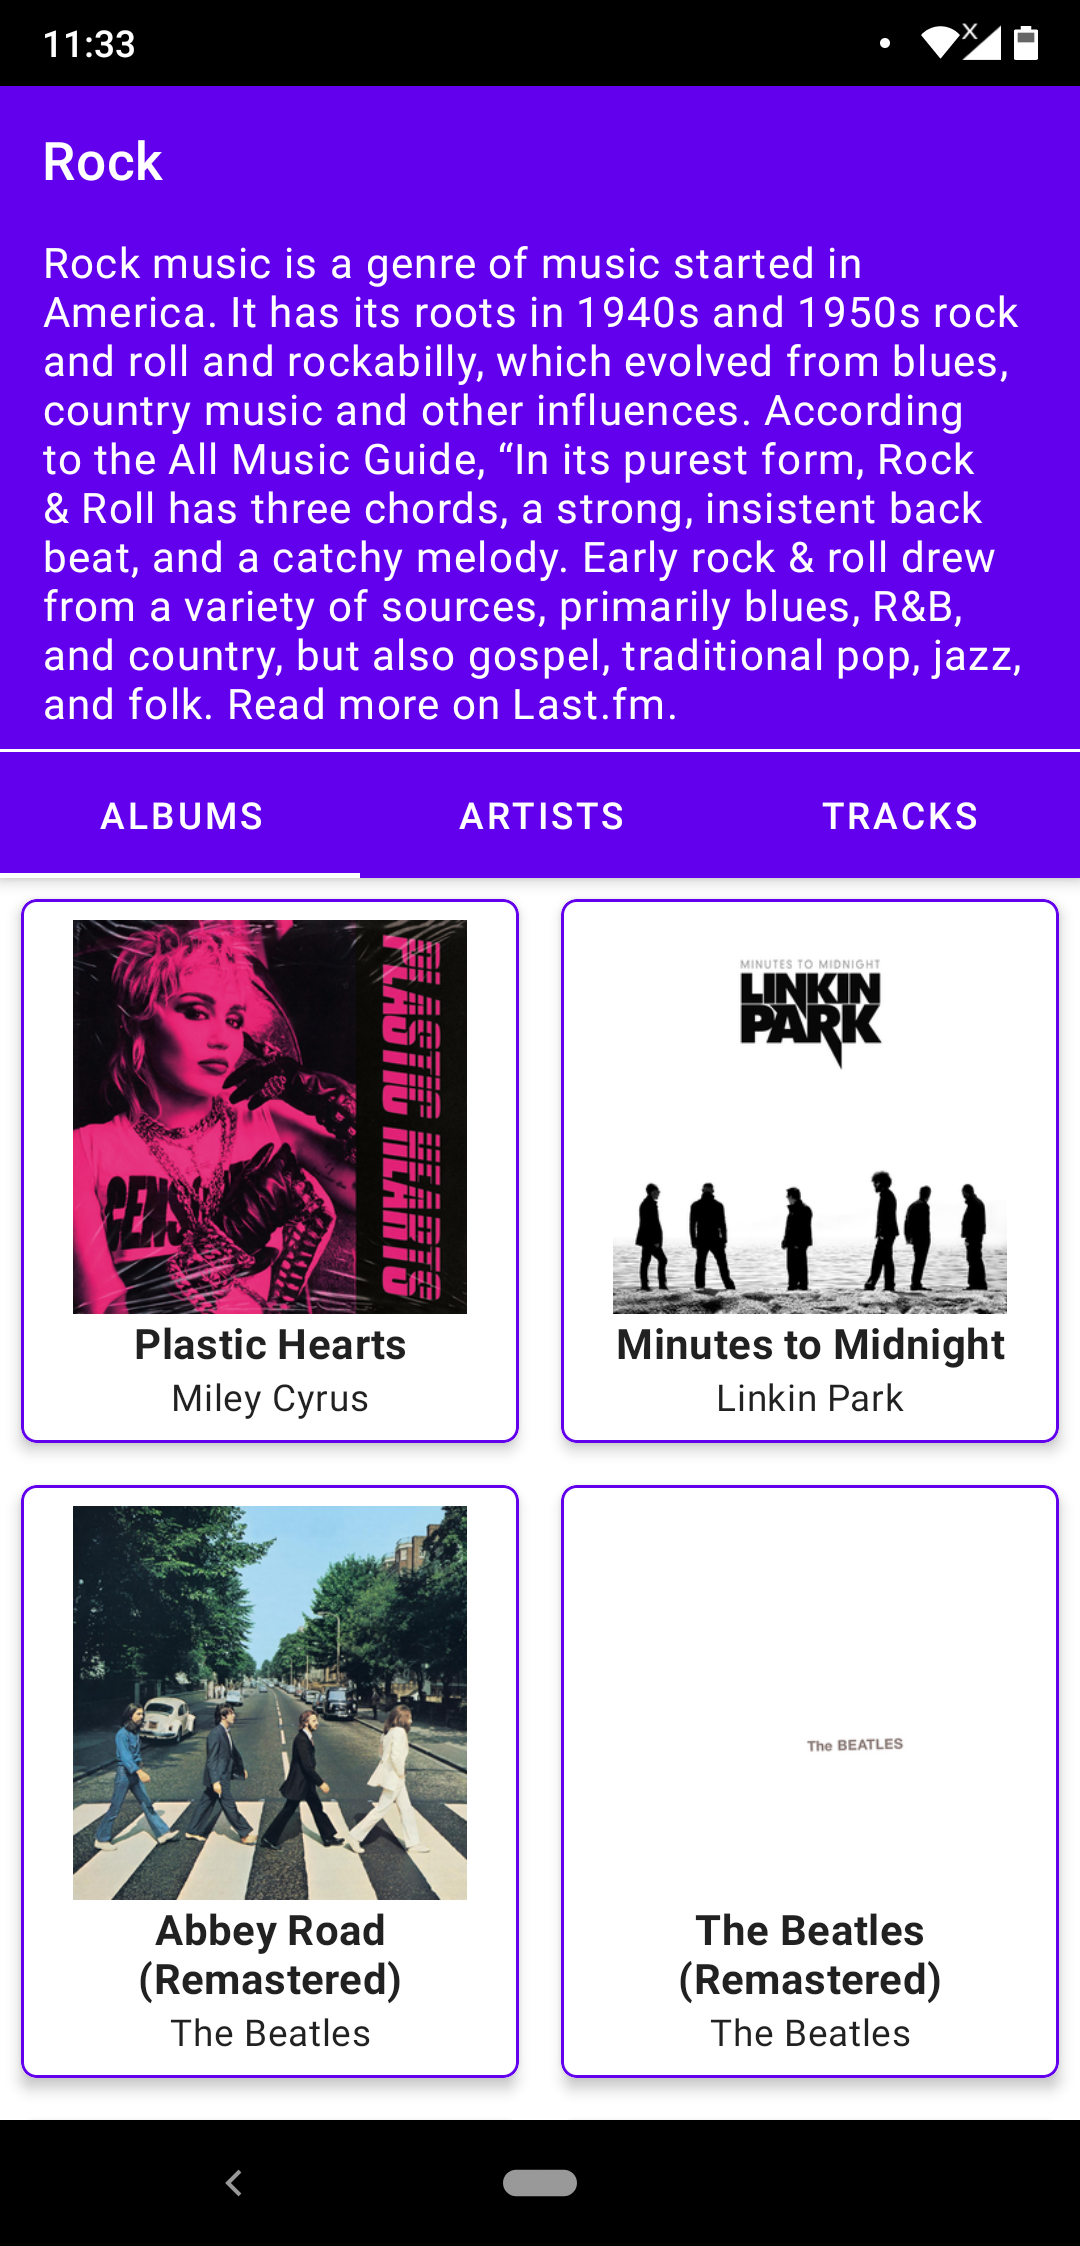 11:33
Rock
Rock music is a genre of music started in
America. It has its roots in 1940s and 1950s rock
and roll and rockabilly, which evolved from blues,
country music and other influences. According
to the All Music Guide, “In its purest form, Rock
& Roll has three chords, a strong, insistent back
beat, and a catchy melody. Early rock & roll drew
from a variety of sources, primarily blues, R&B,
and country, but also gospel, traditional pop, jazz,
and folk. Read more on Last.fm.
ALBUMS ARTISTS TRACKS
PLASTIC HEARTS
MINUTES TO MIDNIGHT
LINKIN
PARK
Plastic Hearts
Miley Cyrus
Minutes to Midnight
Linkin Park
The BEATLES
Abbey Road
(Remastered)
The Beatles
The Beatles
(Remastered)
The Beatles